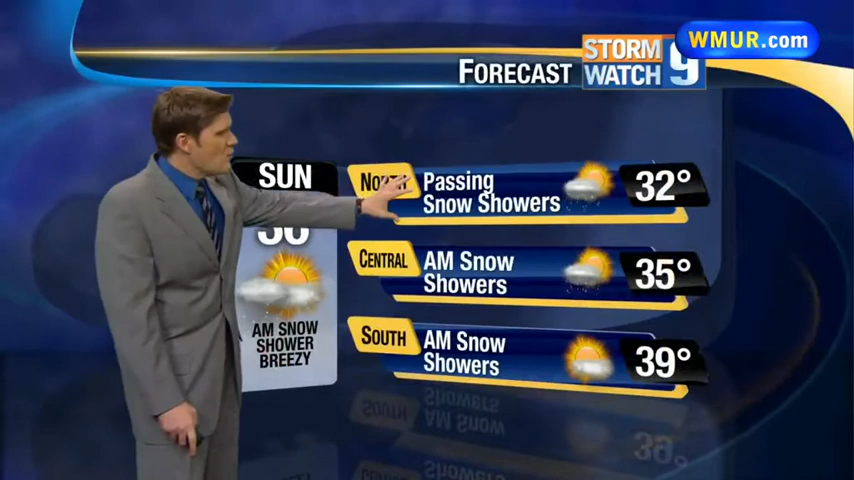 WMUR.com
STORM
WATCH 9
FORECAST
SUN
AM SNOW
SHOWER
BREEZY
NORTH
Passing
Snow Showers
32°
CENTRAL
AM Snow
Showers
35°
SOUTH
AM Snow
Showers
39°